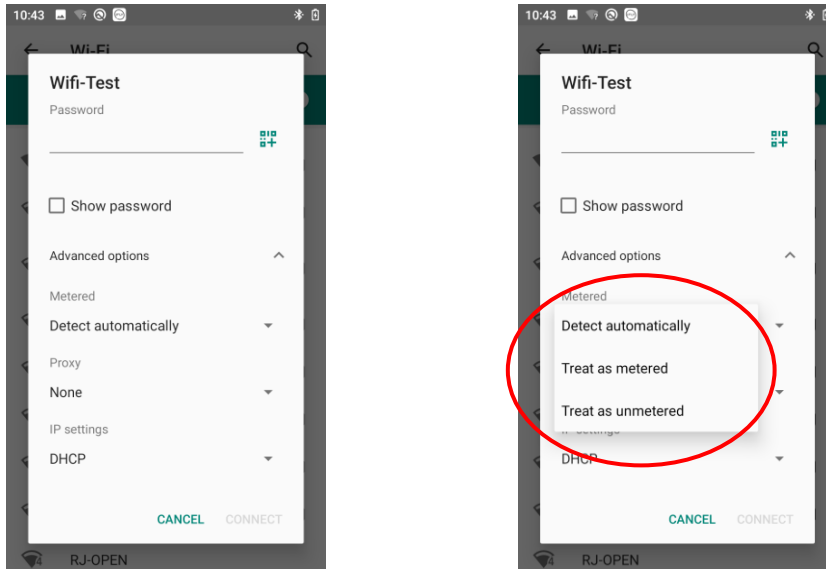 10:43
Wi-Fi
Wifi-Test
Password
Show password
Advanced options
Metered
Detect automatically
Proxy
None
IP settings
DHCP
CANCEL CONNECT
RJ-OPEN
10:43
Wi-Fi
Wifi-Test
Password
Show password
Advanced options
Metered
Detect automatically
Treat as metered
Treat as unmetered
IP settings
DHCP
CANCEL CONNECT
RJ-OPEN